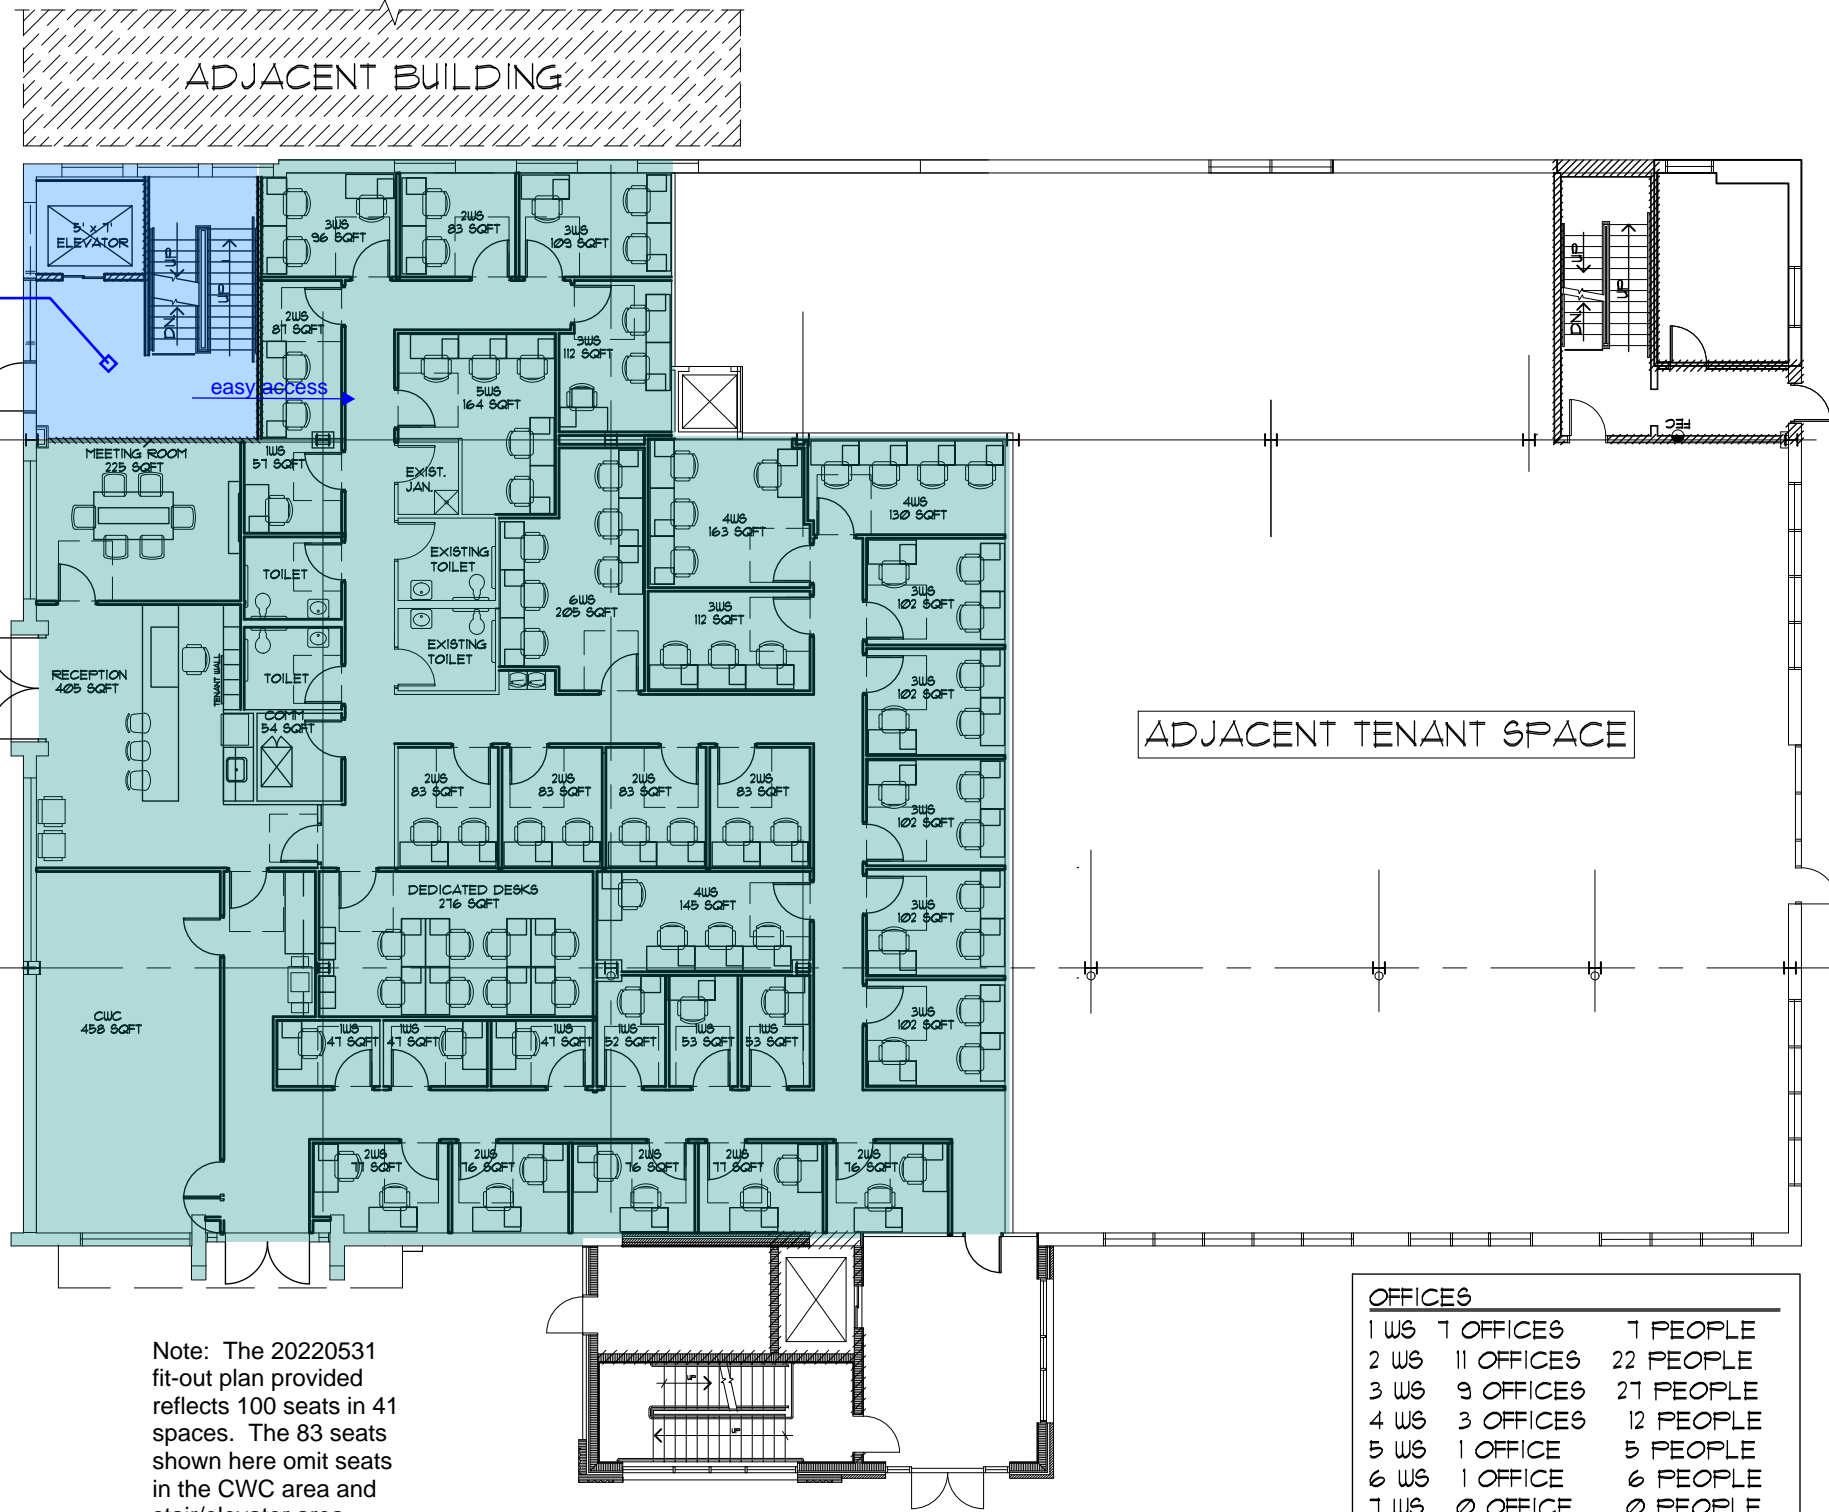 ADJACENT BUILDING
5' x 7'
ELEVATOR
UP
DN
UP
3WS
96 SQFT
2WS
83 SQFT
3WS
109 SQFT
2WS
87 SQFT
3WS
112 SQFT
easy access
5WS
164 SQFT
UP
DN
UP
FEC
MEETING ROOM
225 SQFT
1WS
57 SQFT
EXIST.
JAN.
4WS
163 SQFT
4WS
130 SQFT
TOILET
EXISTING
TOILET
6WS
205 SQFT
3WS
112 SQFT
3WS
102 SQFT
RECEPTION
405 SQFT
TENANT WALL
TOILET
EXISTING
TOILET
3WS
102 SQFT
COMM
54 SQFT
ADJACENT TENANT SPACE
2WS
83 SQFT
2WS
83 SQFT
2WS
83 SQFT
2WS
83 SQFT
3WS
102 SQFT
DEDICATED DESKS
276 SQFT
4WS
145 SQFT
3WS
102 SQFT
CWC
458 SQFT
1WS
47 SQFT
1WS
47 SQFT
1WS
47 SQFT
1WS
52 SQFT
1WS
53 SQFT
1WS
53 SQFT
3WS
102 SQFT
2WS
77 SQFT
2WS
76 SQFT
2WS
76 SQFT
2WS
77 SQFT
2WS
76 SQFT
UP
UP
Note: The 20220531
fit-out plan provided
reflects 100 seats in 41
spaces. The 83 seats
shown here omit seats
in the CWC area and
stair/elevator area
OFFICES
1 WS 7 OFFICES 7 PEOPLE
2 WS 11 OFFICES 22 PEOPLE
3 WS 9 OFFICES 27 PEOPLE
4 WS 3 OFFICES 12 PEOPLE
5 WS 1 OFFICE 5 PEOPLE
6 WS 1 OFFICE 6 PEOPLE
7 WS 0 OFFICE 0 PEOPLE